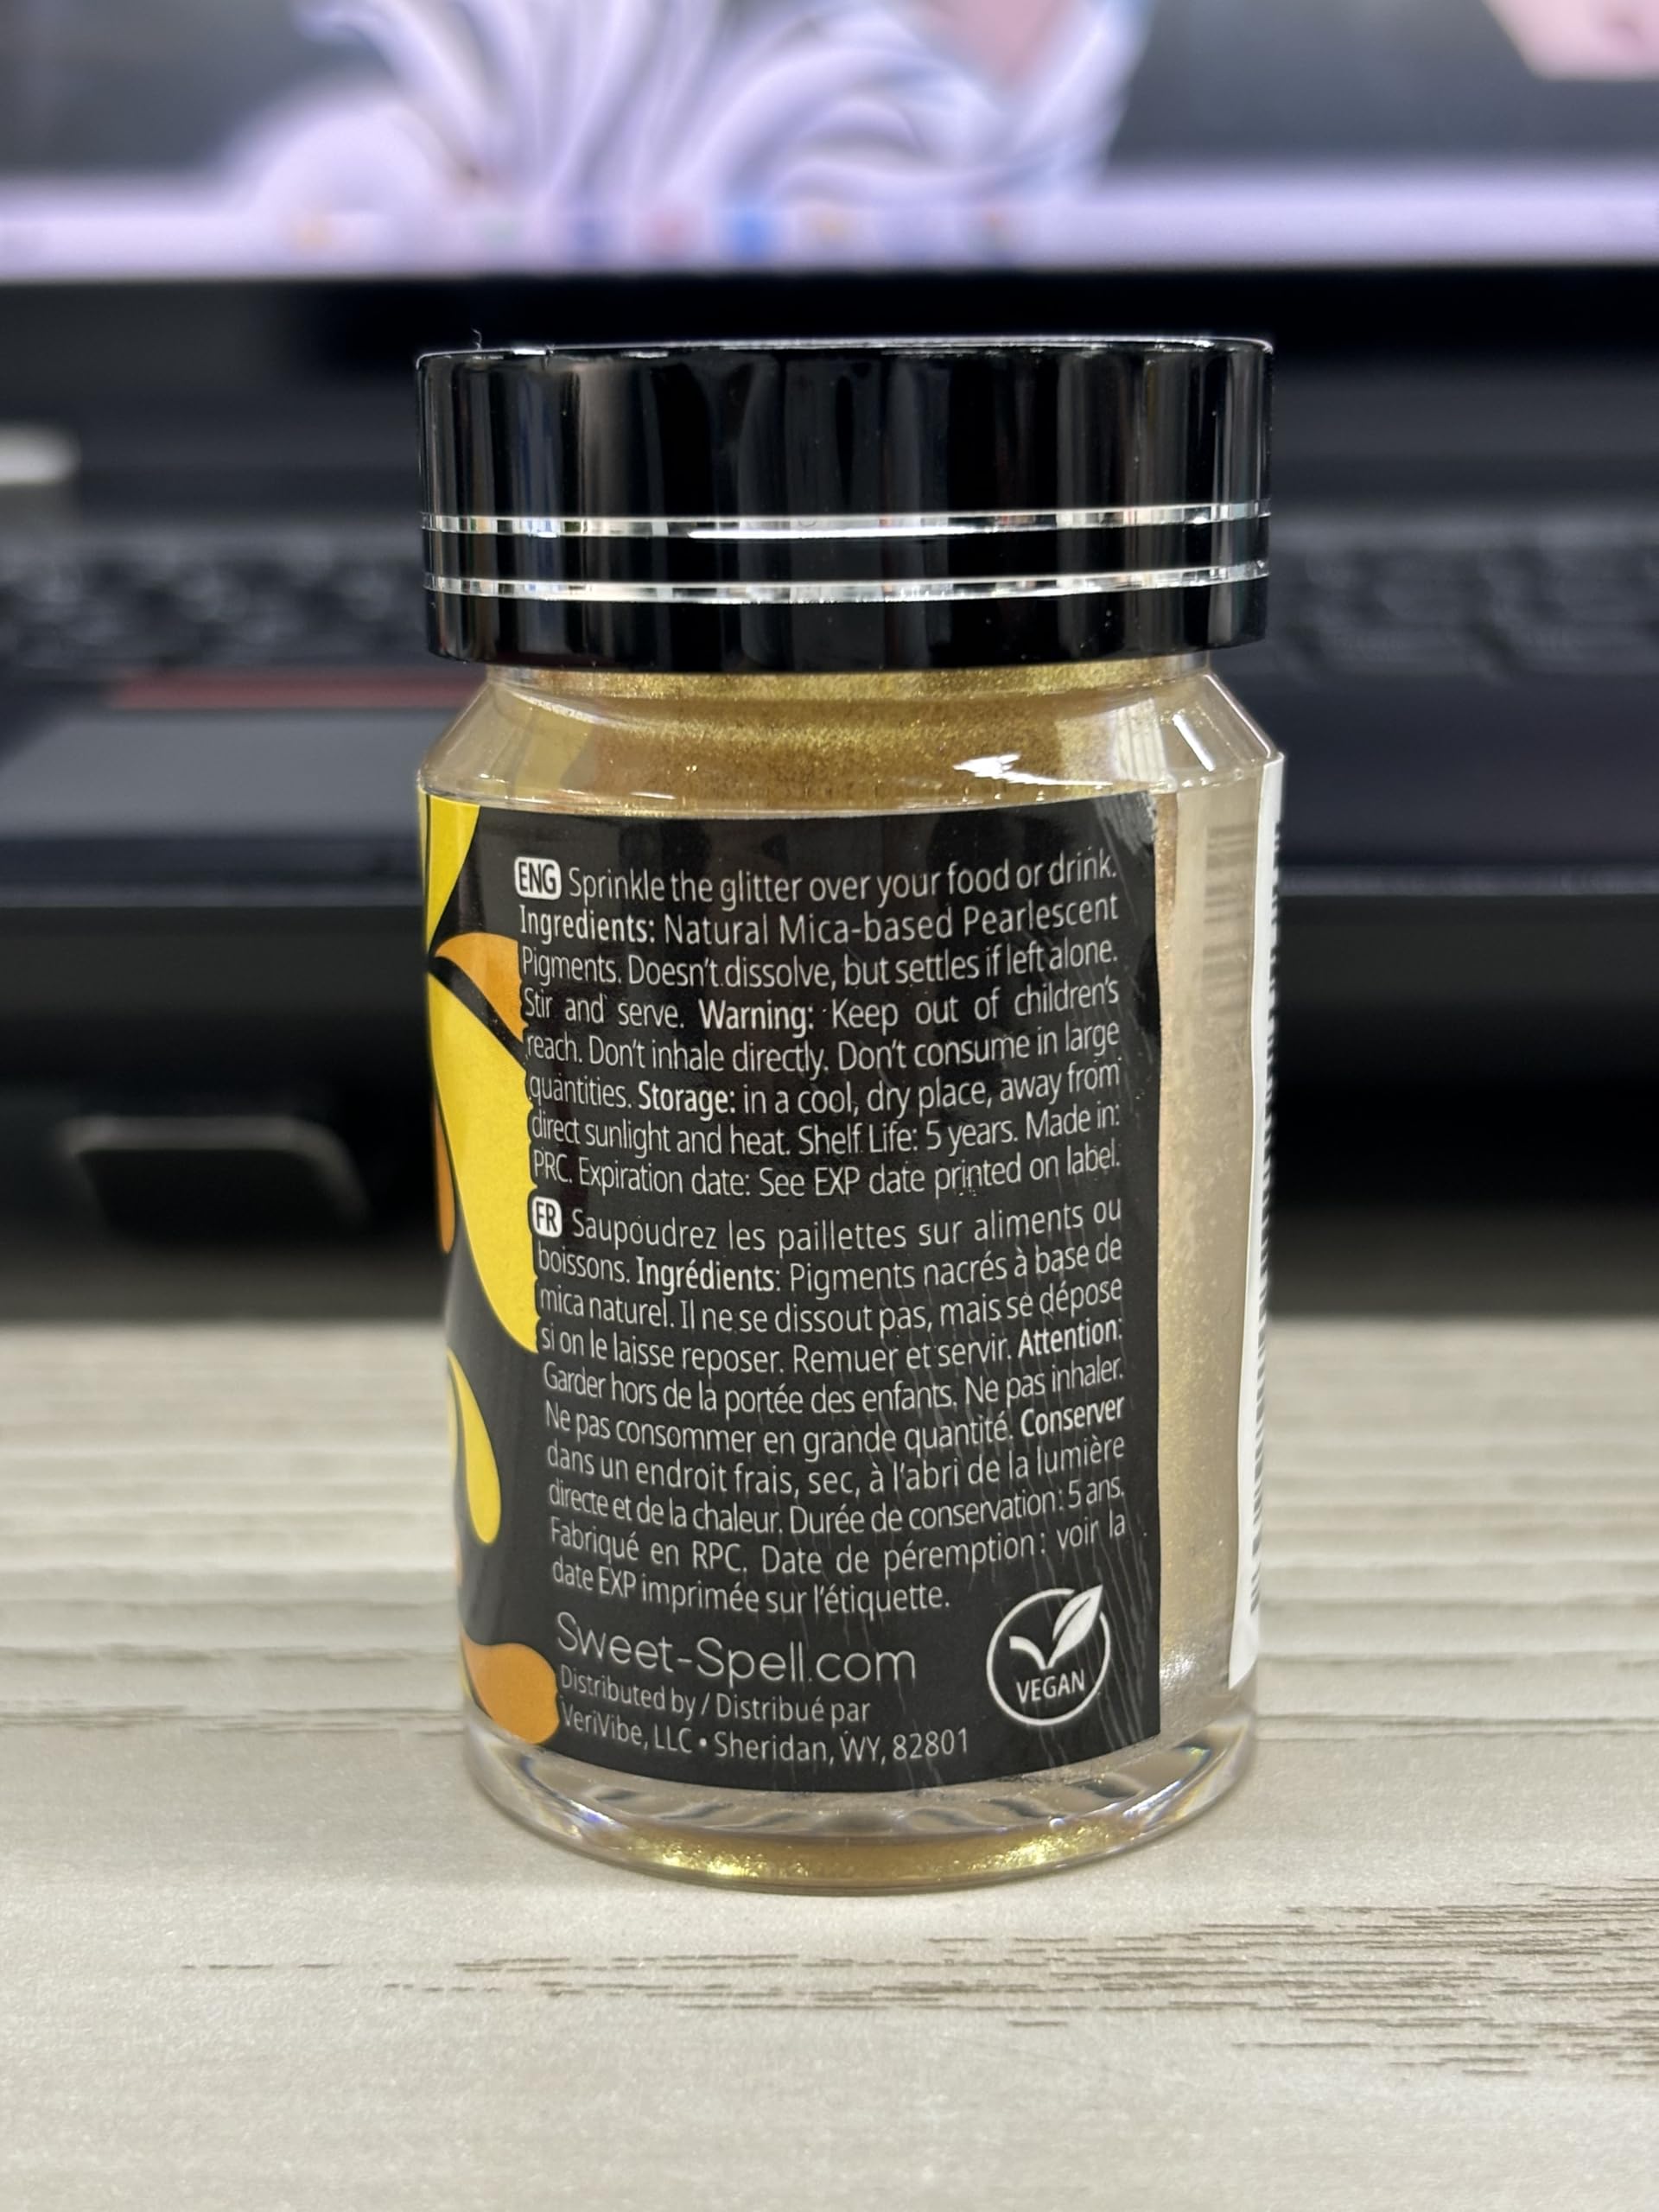 ENG Sprinkle the glitter over your food or drink.
Ingredients: Natural Mica-based Pearlescent
Pigments. Doesn't dissolve, but settles if left alone.
Stir and serve. Warning: Keep out of children's
reach. Don't inhale directly. Don't consume in large
quantities. Storage: in a cool, dry place, away from
direct sunlight and heat. Shelf Life: 5 years. Made in:
PRC. Expiration date: See EXP date printed on label.
FR Saupoudrez les paillettes sur aliments ou
boissons. Ingrédients: Pigments nacrés à base de
mica naturel. Il ne se dissout pas, mais se dépose
si on le laisse reposer. Remuer et servir. Attention:
Garder hors de la portée des enfants. Ne pas inhaler.
Ne pas consommer en grande quantité. Conserver
dans un endroit frais, sec, à l'abri de la lumière
directe et de la chaleur. Durée de conservation: 5 ans.
Fabriqué en RPC. Date de péremption: voir la
date EXP imprimée sur l'étiquette.
Sweet-Spell.com
Distributed by / Distribué par
VeriVibe, LLC • Sheridan, WY, 82801
VEGAN